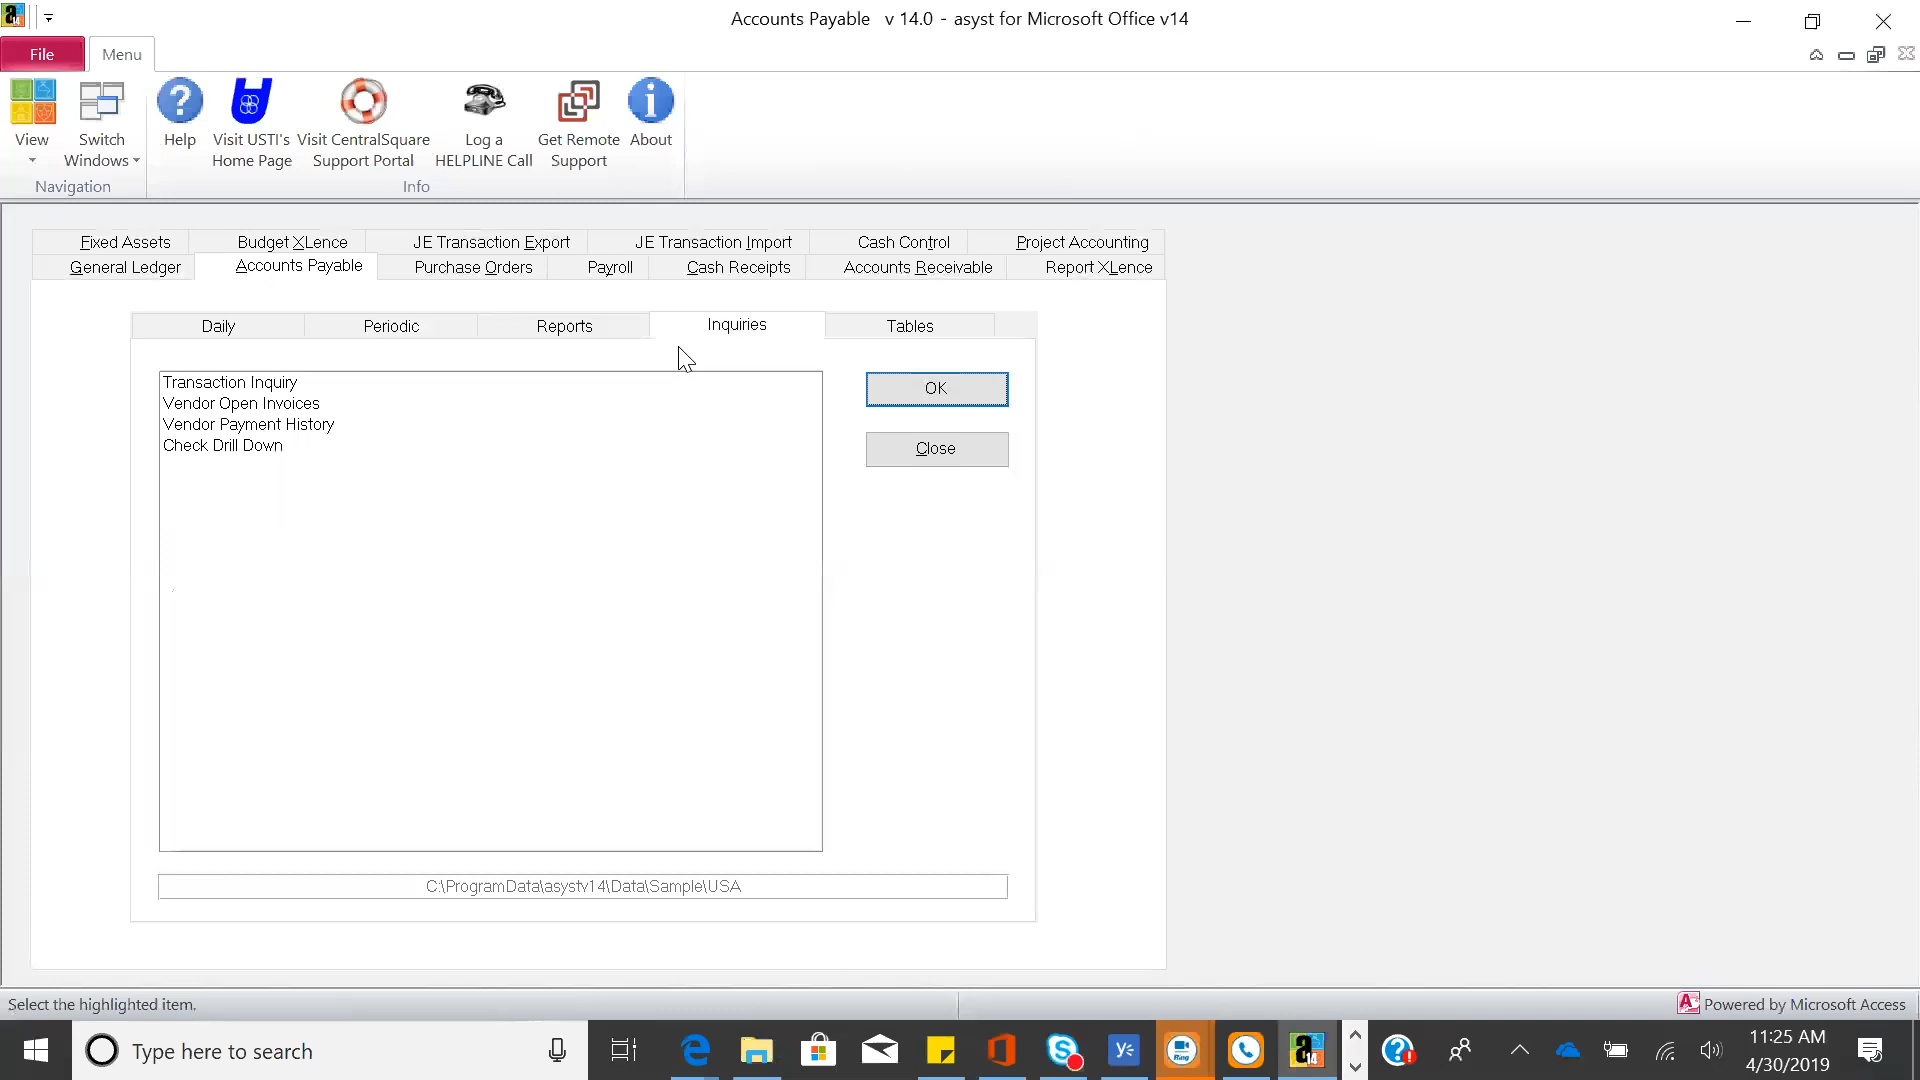 Accounts Payable   v 14.0 - asyst for Microsoft Office v14
File
Menu
View
Switch
Windows
Help
Visit USTI's
Home Page
Visit CentralSquare
Support Portal
Log a
HELPLINE Call
Get Remote
Support
About
Navigation
Info
Fixed Assets
Budget XLence
JE Transaction Export
JE Transaction Import
Cash Control
Project Accounting
General Ledger
Accounts Payable
Purchase Orders
Payroll
Cash Receipts
Accounts Receivable
Report XLence
Daily
Periodic
Reports
Inquiries
Tables
Transaction Inquiry
Vendor Open Invoices
Vendor Payment History
Check Drill Down
OK
Close
C:\ProgramData\asystv14\Data\Sample\USA
Select the highlighted item.
Powered by Microsoft Access
Type here to search
11:25 AM
4/30/2019